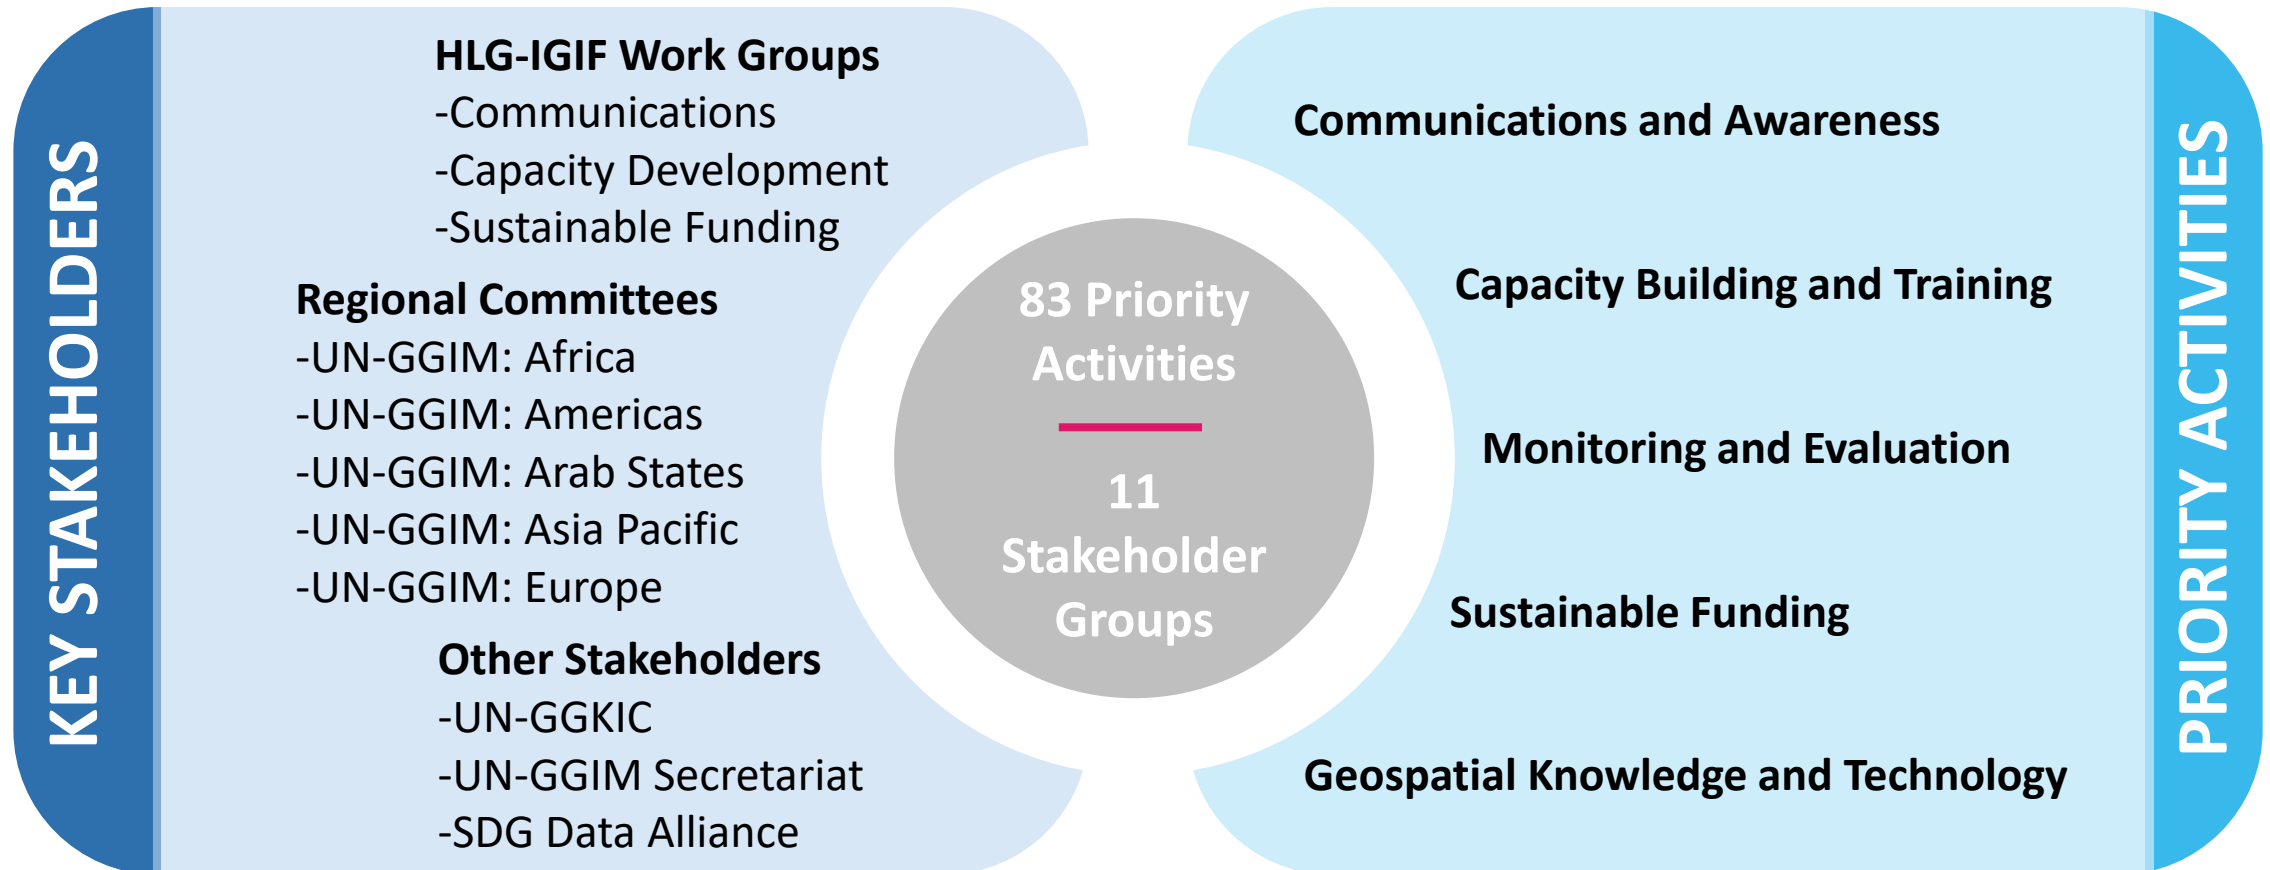 KEY STAKEHOLDERS
HLG-IGIF Work Groups
-Communications
-Capacity Development
-Sustainable Funding
Regional Committees
-UN-GGIM: Africa
-UN-GGIM: Americas
-UN-GGIM: Arab States
-UN-GGIM: Asia Pacific
-UN-GGIM: Europe
Other Stakeholders
-UN-GGKIC
-UN-GGIM Secretariat
-SDG Data Alliance
83 Priority
Activities
11
Stakeholder
Groups
Communications and Awareness
Capacity Building and Training
Monitoring and Evaluation
Sustainable Funding
Geospatial Knowledge and Technology
PRIORITY ACTIVITIES